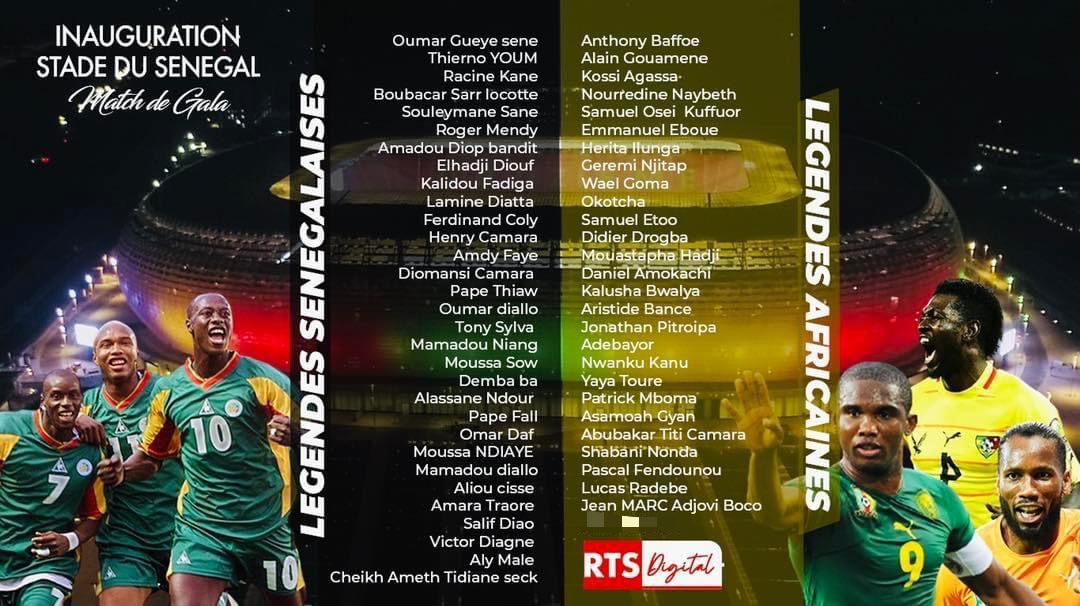 INAUGURATION
STADE DU SENEGAL
Match de Gala
LEGENDES SENEGALAISES
Oumar Gueye sene
Thierno YOUM
Racine Kane
Boubacar Sarr locotte
Souleymane Sane
Roger Mendy
Amadou Diop bandit
Elhadji Diouf
Kalidou Fadiga
Lamine Diatta
Ferdinand Coly
Henry Camara
Amdy Faye
Diomansi Camara
Pape Thiaw
Oumar diallo
Tony Sylva
Mamadou Niang
Moussa Sow
Demba ba
Alassane Ndour
Pape Fall
Omar Daf
Moussa NDIAYE
Mamadou diallo
Aliou cisse
Amara Traore
Salif Diao
Victor Diagne
Aly Male
Cheikh Ameth Tidiane seck
Anthony Baffoe
Alain Gouamene
Kossi Agassa
Nourredine Naybeth
Samuel Osei Kuffuor
Emmanuel Eboue
Herita Ilunga
Geremi Njitap
Wael Goma
Okotcha
Samuel Etoo
Didier Drogba
Mouastapha Hadji
Daniel Amokachi
Kalusha Bwalya
Aristide Bance
Jonathan Pitroipa
Adebayor
Nwanku Kanu
Yaya Toure
Patrick Mboma
Asamoah Gyan
Abubakar Titi Camara
Shabani Nonda
Pascal Fendounou
Lucas Radebe
Jean MARC Adjovi Boco
LEGENDES AFRICAINES
RTS Digital
7
11
10
10
4
9